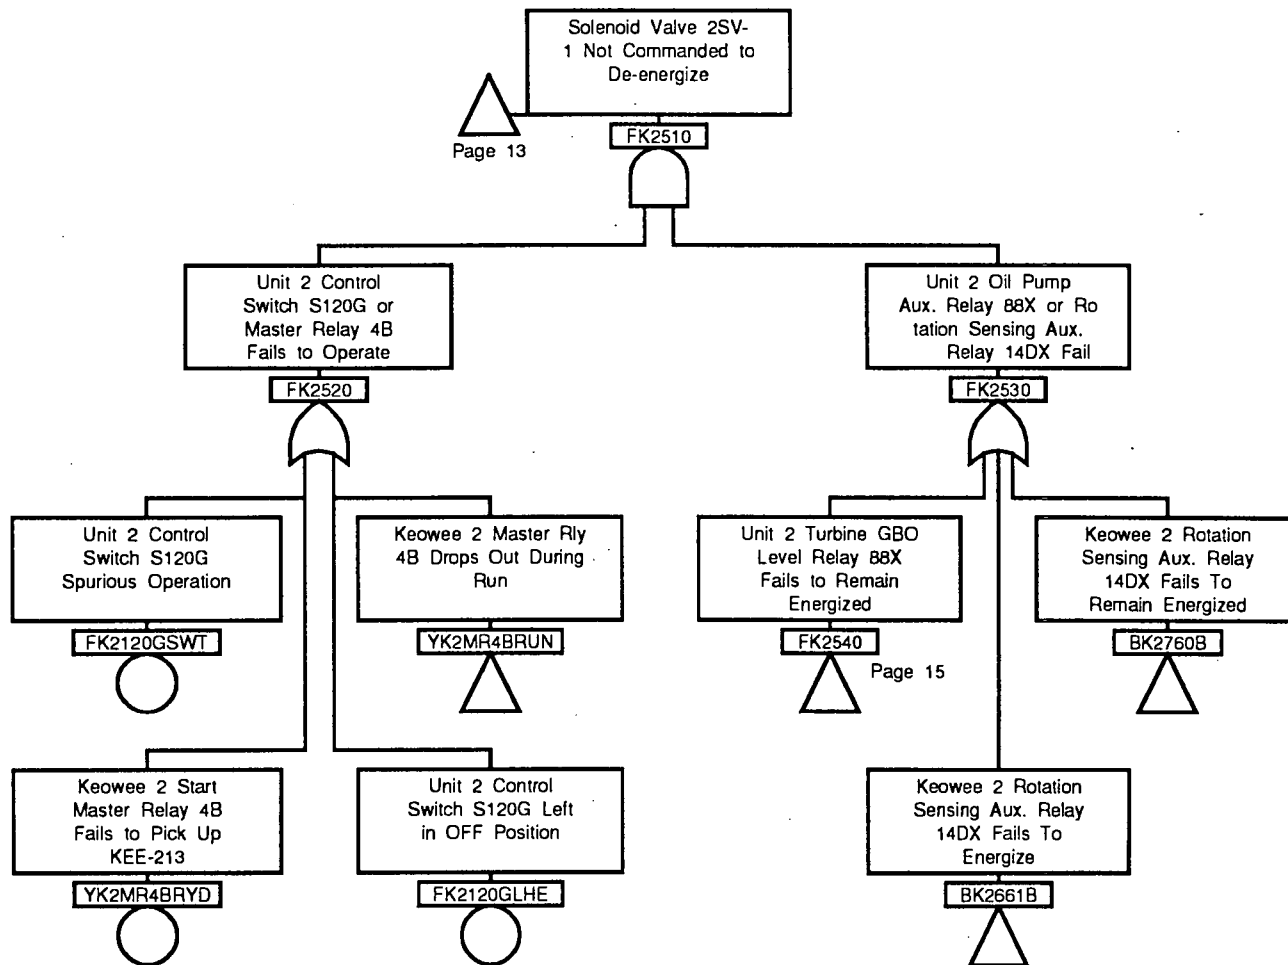 Solenoid Valve 2SV-
1 Not Commanded to
De-energize
Page 13
FK2510
Unit 2 Control
Switch S120G or
Master Relay 4B
Fails to Operate
FK2520
Unit 2 Oil Pump
Aux. Relay 88X or Ro
tation Sensing Aux.
Relay 14DX Fail
FK2530
Unit 2 Control
Switch S120G
Spurious Operation
FK2120GSWT
Keowee 2 Master Rly
4B Drops Out During
Run
YK2MR4BRUN
Unit 2 Turbine GBO
Level Relay 88X
Fails to Remain
Energized
FK2540
Page 15
Keowee 2 Rotation
Sensing Aux. Relay
14DX Fails To
Remain Energized
BK2760B
Keowee 2 Start
Master Relay 4B
Fails to Pick Up
KEE-213
YK2MR4BRYD
Unit 2 Control
Switch S120G Left
in OFF Position
FK2120GLHE
Keowee 2 Rotation
Sensing Aux. Relay
14DX Fails To
Energize
BK2661B